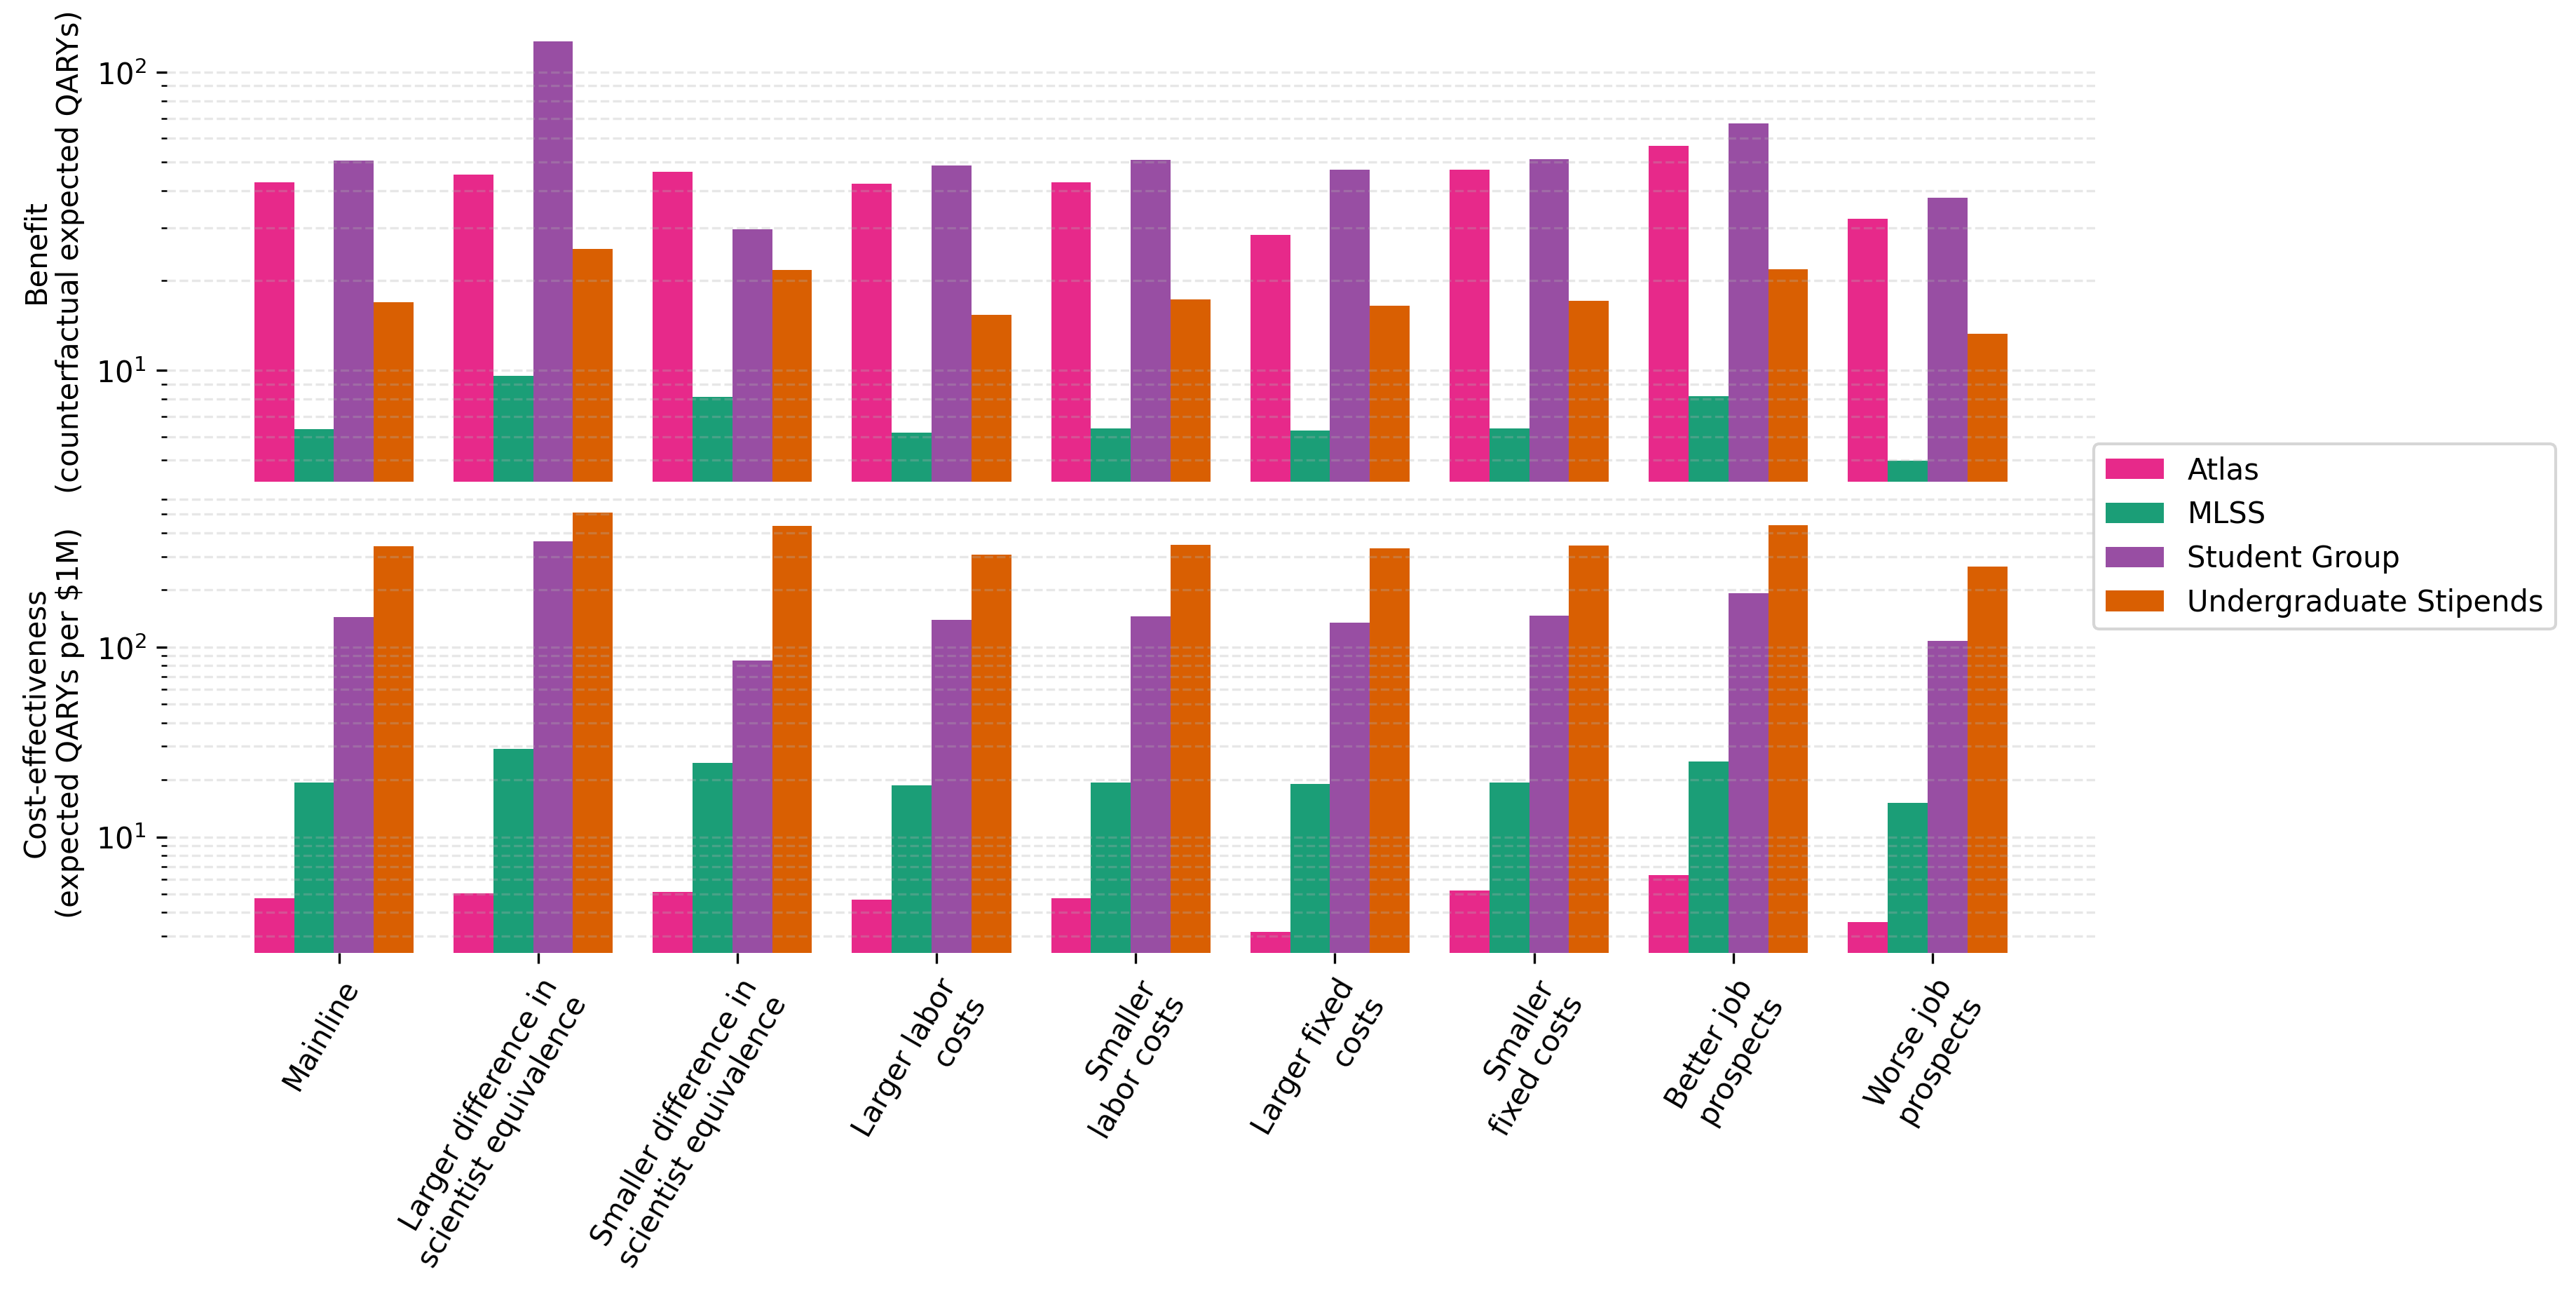 Benefit
(counterfactual expected QARYs)
10²
10¹
Cost-effectiveness
(expected QARYs per $1M)
10²
10¹
Mainline
Larger difference in
scientist equivalence
Smaller difference in
scientist equivalence
Larger labor
costs
Smaller
labor costs
Larger fixed
costs
Smaller
fixed costs
Better job
prospects
Worse job
prospects
Atlas
MLSS
Student Group
Undergraduate Stipends